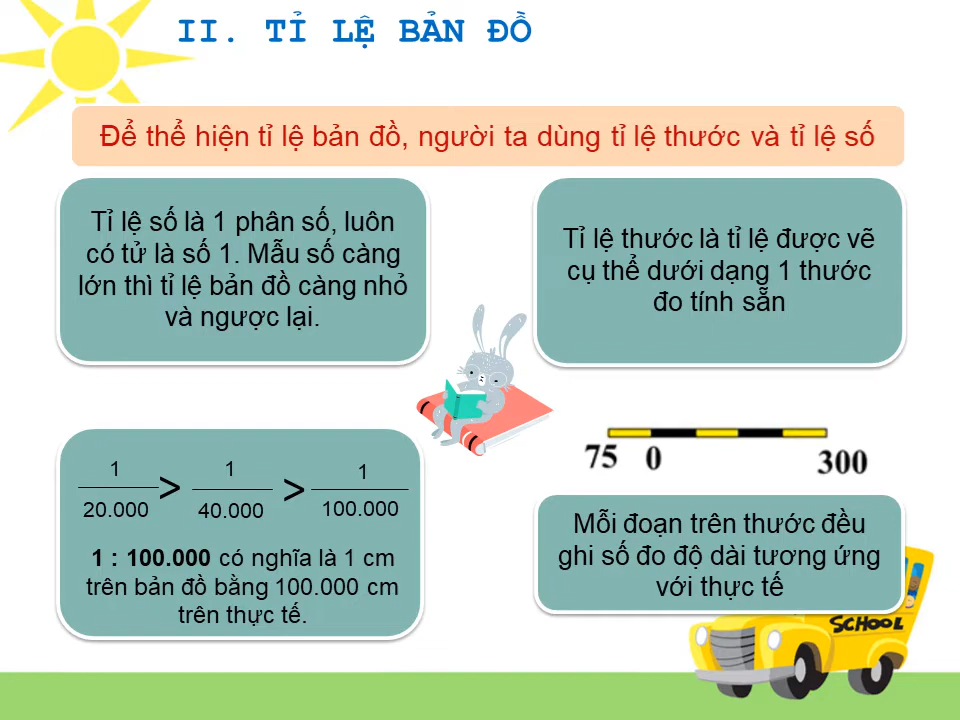 II. TỈ LỆ BẢN ĐỒ
Để thể hiện tỉ lệ bản đồ, người ta dùng tỉ lệ thước và tỉ lệ số
Tỉ lệ số là 1 phân số, luôn
có tử là số 1. Mẫu số càng
lớn thì tỉ lệ bản đồ càng nhỏ
và ngược lại.
Tỉ lệ thước là tỉ lệ được vẽ
cụ thể dưới dạng 1 thước
đo tính sẵn
1 1 1
> >
20.000 40.000 100.000
1 : 100.000 có nghĩa là 1 cm
trên bản đồ bằng 100.000 cm
trên thực tế.
75 0 300
Mỗi đoạn trên thước đều
ghi số đo độ dài tương ứng
với thực tế
SCHOOL